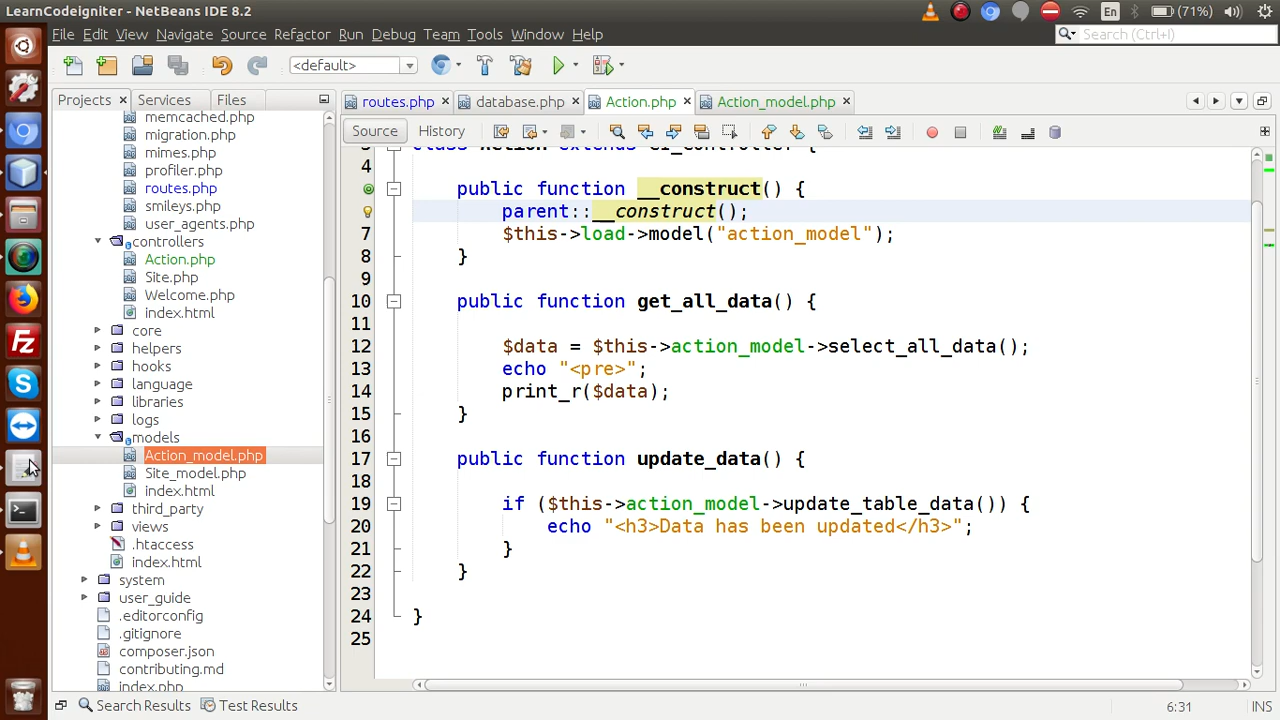 LearnCodeigniter - NetBeans IDE 8.2
En
(71%)
File Edit View Navigate Source Refactor Run Debug Team Tools Window Help
Search (Ctrl+I)
<default>
Projects
Services
Files
routes.php
database.php
Action.php
Action_model.php
Source
History
memcached.php
migration.php
mimes.php
profiler.php
routes.php
smileys.php
user_agents.php
controllers
Action.php
Site.php
Welcome.php
index.html
core
helpers
hooks
language
libraries
logs
models
Action_model.php
Site_model.php
index.html
third_party
views
.htaccess
index.html
system
user_guide
.editorconfig
.gitignore
composer.json
contributing.md
index.php
3 class Action extends CI_Controller {
4
public function __construct() {
parent::__construct();
7 $this->load->model("action_model");
8 }
9
10 public function get_all_data() {
11
12 $data = $this->action_model->select_all_data();
13 echo "<pre>";
14 print_r($data);
15 }
16
17 public function update_data() {
18
19 if ($this->action_model->update_table_data()) {
20 echo "<h3>Data has been updated</h3>";
21 }
22 }
23
24 }
25
Search Results
Test Results
6:31
INS